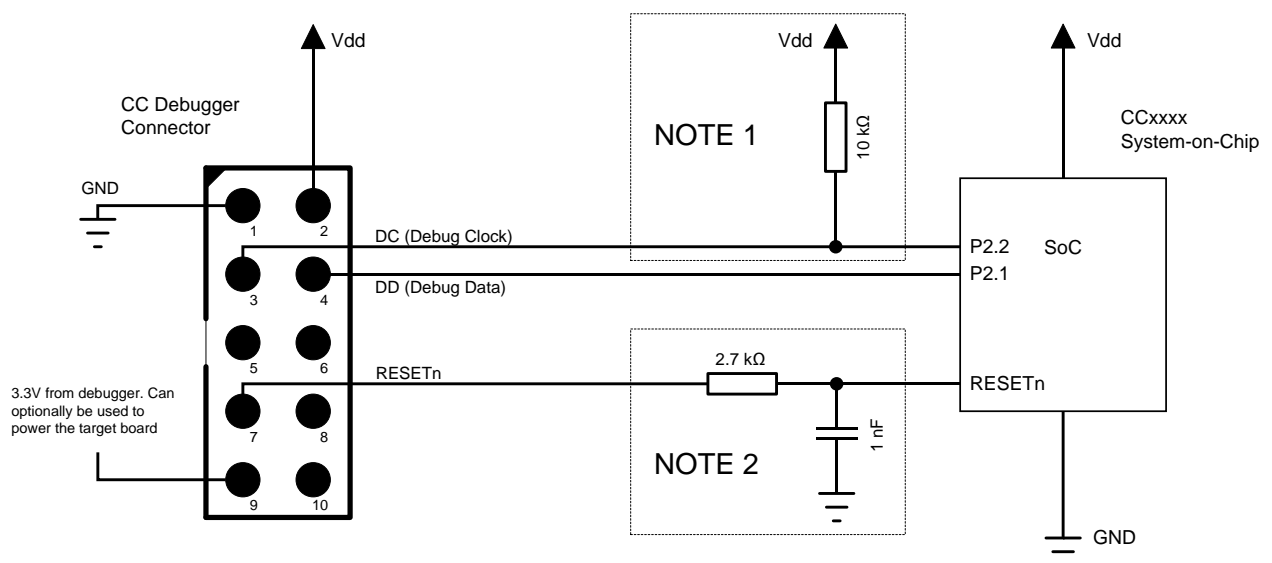 Vdd
Vdd
Vdd
CC Debugger
Connector
NOTE 1
10 kΩ
CCxxxx
System-on-Chip
GND
1
2
DC (Debug Clock)
P2.2
SoC
3
4
DD (Debug Data)
P2.1
5
6
2.7 kΩ
RESETn
RESETn
3.3V from debugger. Can
optionally be used to
power the target board
7
8
1 nF
NOTE 2
9
10
GND